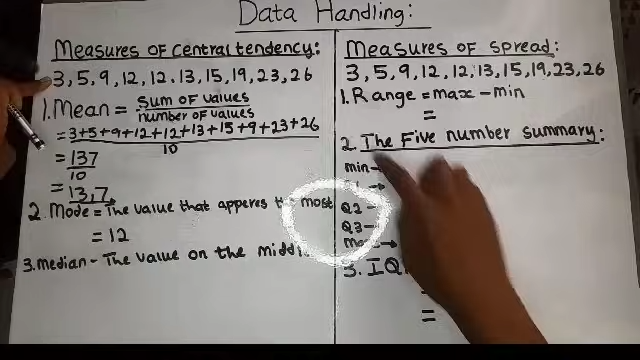 Data Handling:
Measures of central tendency:
3, 5, 9, 12, 12, 13, 15, 19, 23, 26
1. Mean = sum of values
number of values
= 3+5+9+12+12+13+15+9+23+26
10
= 137
10
= 13,7
2. Mode = The value that apperes the most
= 12
3. median - The value on the
Measures of spread:
3, 5, 9, 12, 12, 13, 15, 19, 23, 26
1. Range = max - min
=
2. The Five number summary:
min
Q2
Q3
3.
=